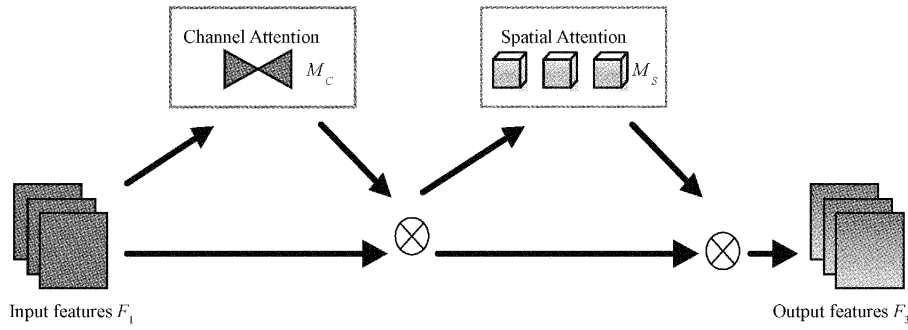 Channel Attention
M_C
Spatial Attention
M_S
Input features F_1
Output features F_3